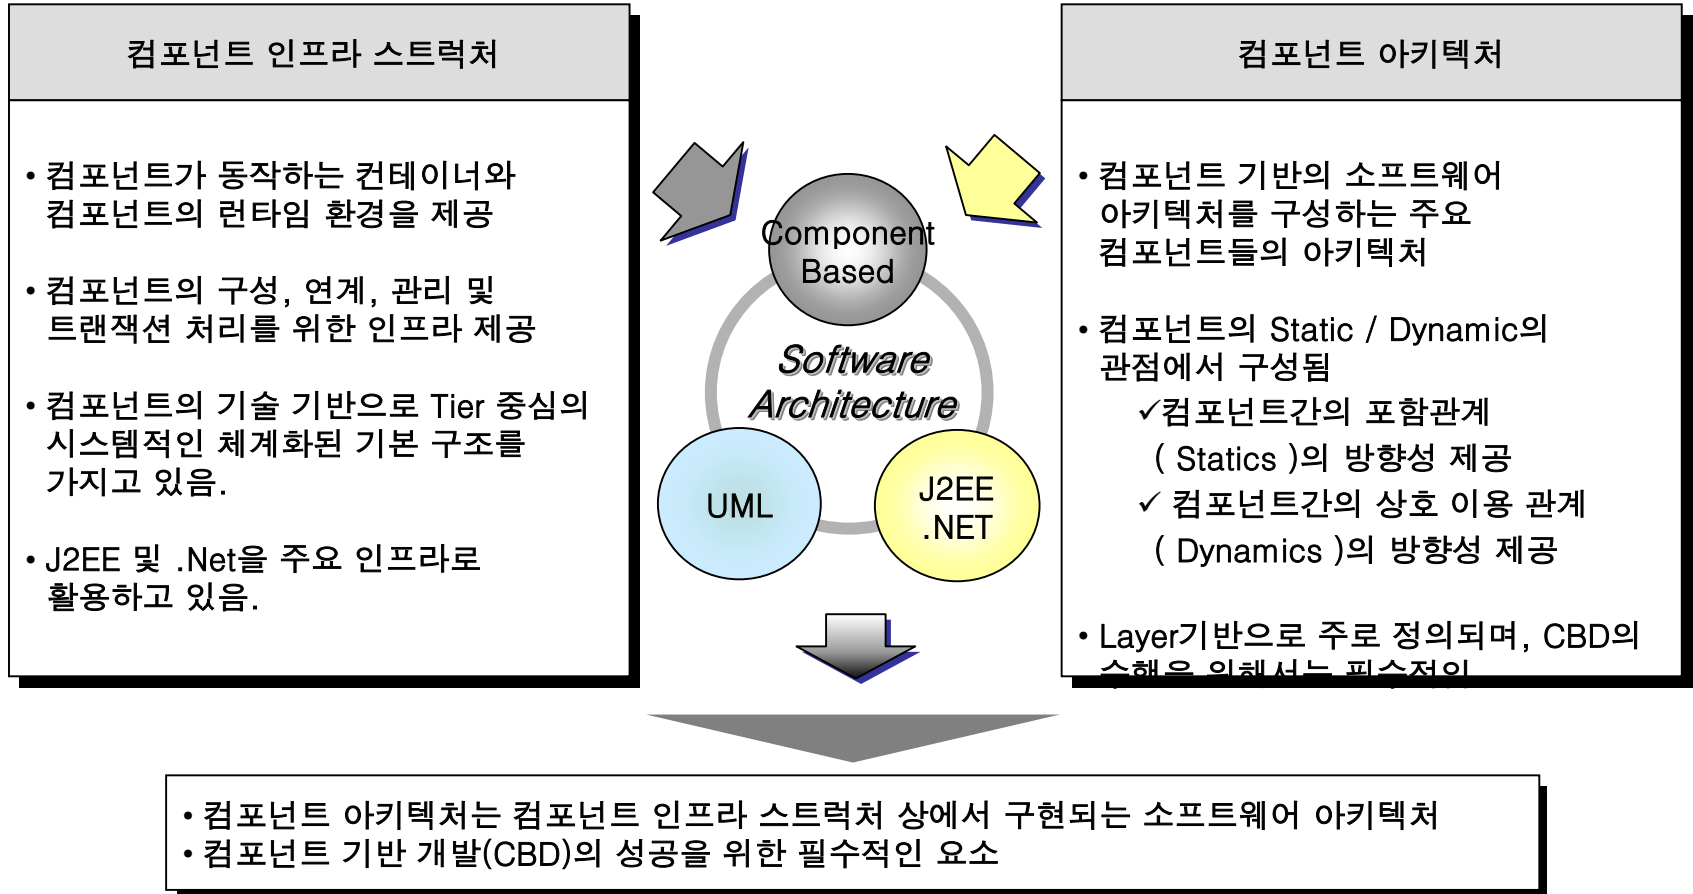 컴포넌트 인프라 스트럭처
• 컴포넌트가 동작하는 컨테이너와
컴포넌트의 런타임 환경을 제공
• 컴포넌트의 구성, 연계, 관리 및
트랜잭션 처리를 위한 인프라 제공
• 컴포넌트의 기술 기반으로 Tier 중심의
시스템적인 체계화된 기본 구조를
가지고 있음.
• J2EE 및 .Net을 주요 인프라로
활용하고 있음.
Component
Based
Software
Architecture
UML
J2EE
.NET
컴포넌트 아키텍처
• 컴포넌트 기반의 소프트웨어
아키텍처를 구성하는 주요
컴포넌트들의 아키텍처
• 컴포넌트의 Static / Dynamic의
관점에서 구성됨
✓컴포넌트간의 포함관계
( Statics )의 방향성 제공
✓ 컴포넌트간의 상호 이용 관계
( Dynamics )의 방향성 제공
• Layer기반으로 주로 정의되며, CBD의
수행을 위해서는 필수적인
• 컴포넌트 아키텍처는 컴포넌트 인프라 스트럭처 상에서 구현되는 소프트웨어 아키텍처
• 컴포넌트 기반 개발(CBD)의 성공을 위한 필수적인 요소